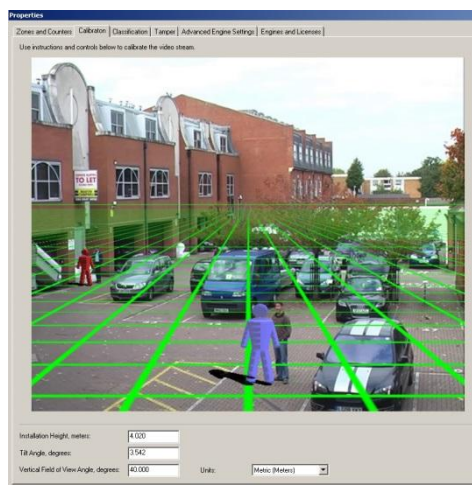 Properties
Zones and Counters Calibration Classification Tamper Advanced Engine Settings Engines and Licenses
Use instructions and controls below to calibrate the video stream.
TO LET
Installation Height, meters: 4.020
Tilt Angle, degrees: 3.542
Vertical Field of View Angle, degrees: 40.000 Units: Metric (Meters)